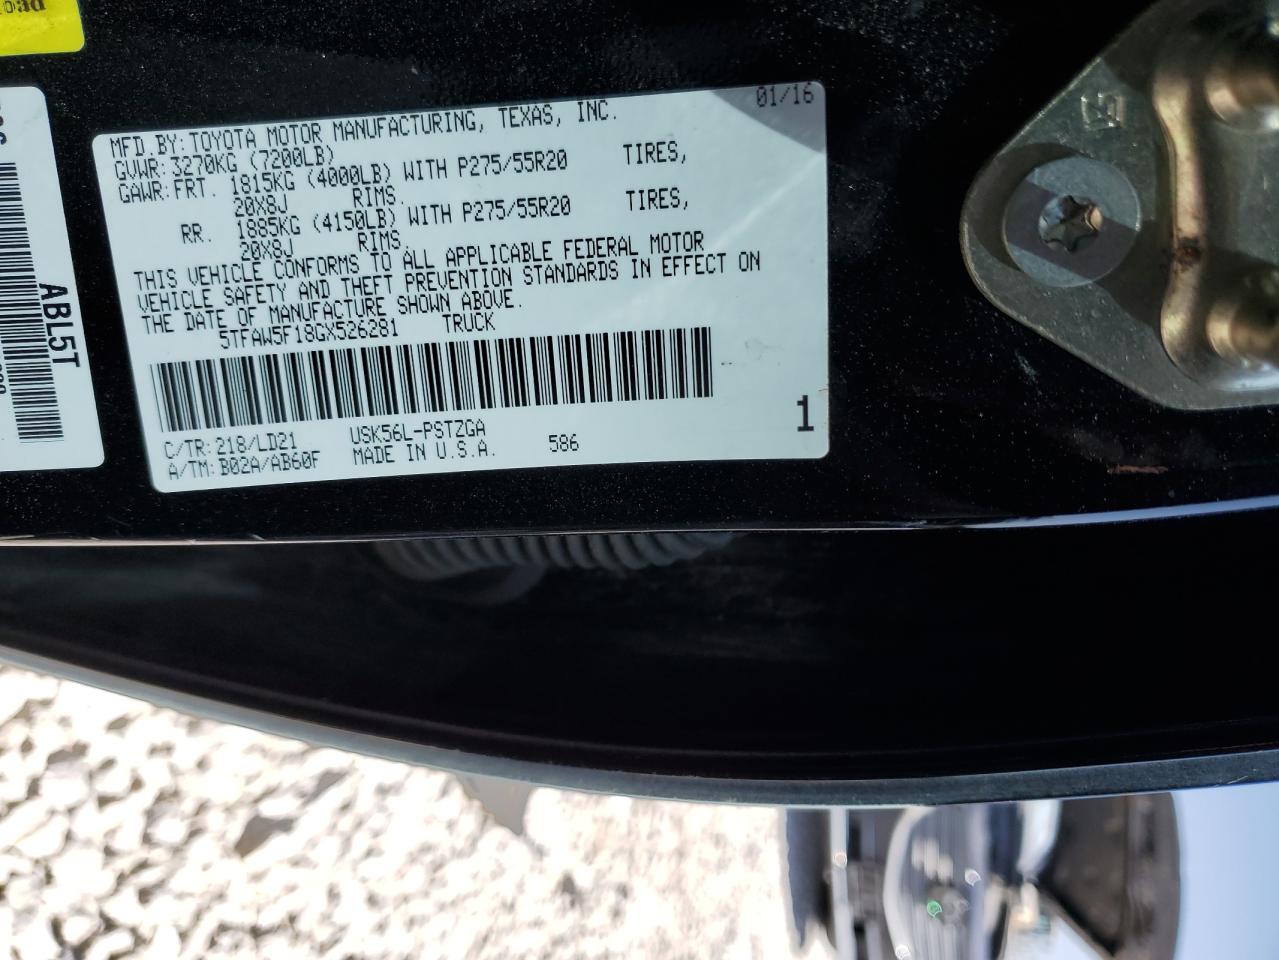 oad
ABL5T
01/16
MFD.BY: TOYOTA MOTOR MANUFACTURING, TEXAS, INC.
GVWR: 3270KG (7200LB)
GAWR: FRT. 1815KG (4000LB) WITH P275/55R20 TIRES,
20X8J RIMS.
RR. 1885KG (4150LB) WITH P275/55R20 TIRES,
20X8J RIMS.
THIS VEHICLE CONFORMS TO ALL APPLICABLE FEDERAL MOTOR
VEHICLE SAFETY AND THEFT PREVENTION STANDARDS IN EFFECT ON
THE DATE OF MANUFACTURE SHOWN ABOVE.
5TFAW5F18GX526281 TRUCK
C/TR: 218/LD21 USK56L-PSTZGA
A/TM: B02A/AB60F MADE IN U.S.A. 586
1